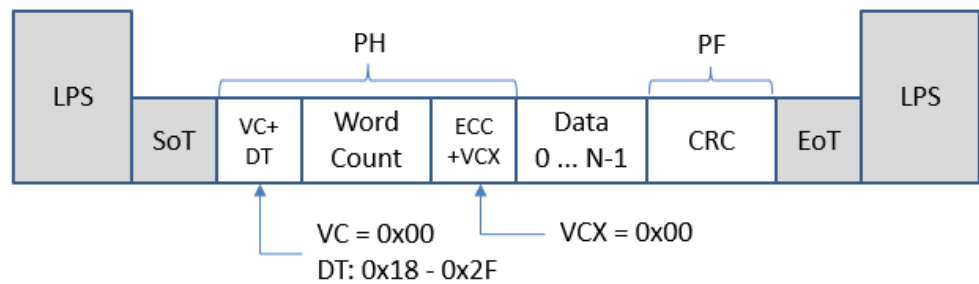 PH
PF
LPS
LPS
SoT
VC+
DT
Word
Count
ECC
+VCX
Data
0 ... N-1
CRC
EoT
VC = 0x00
DT: 0x18 - 0x2F
VCX = 0x00